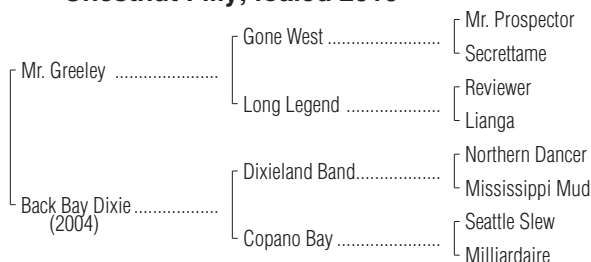 Mr. Prospector
Gone West ........................
Secrettame
Mr. Greeley ......................
Reviewer
Long Legend ....................
Lianga
Northern Dancer
Dixieland Band..................
Mississippi Mud
Back Bay Dixie ..................
(2004)
Seattle Slew
Copano Bay ......................
Milliardaire